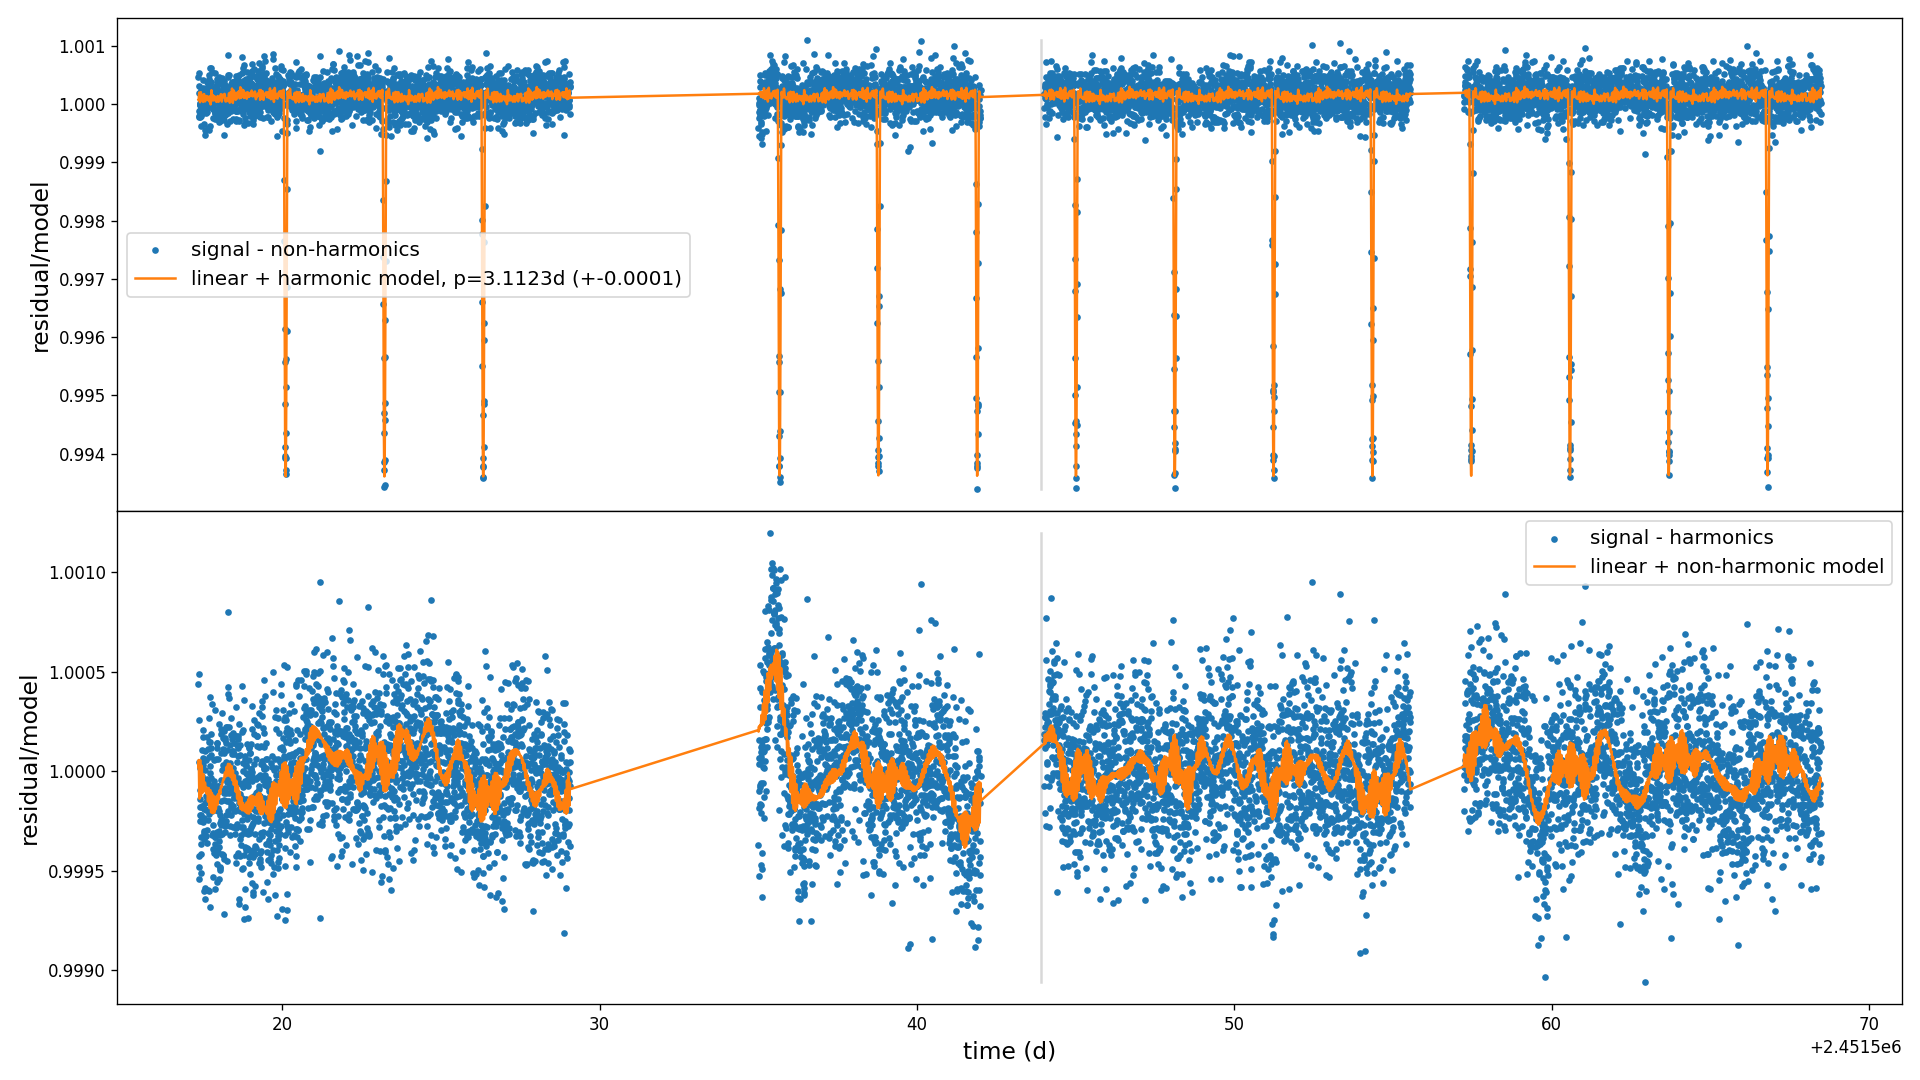 1.001
1.000
0.999
0.998
0.997
0.996
0.995
0.994
residual/model
signal - non-harmonics
linear + harmonic model, p=3.1123d (+-0.0001)
1.0010
1.0005
1.0000
0.9995
0.9990
residual/model
signal - harmonics
linear + non-harmonic model
20 30 40 50 60 70
time (d)
+2.4515e6